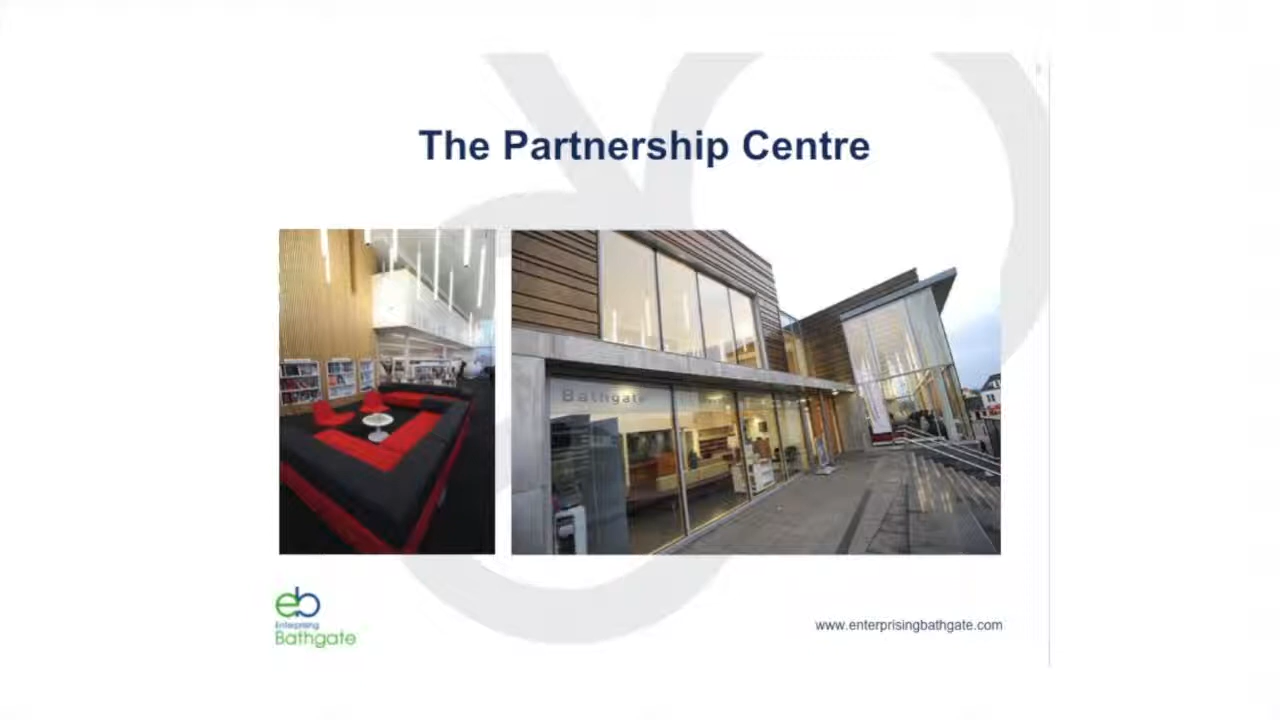 The Partnership Centre
Bathgate
eb
Enterprising
Bathgate
www.enterprisingbathgate.com